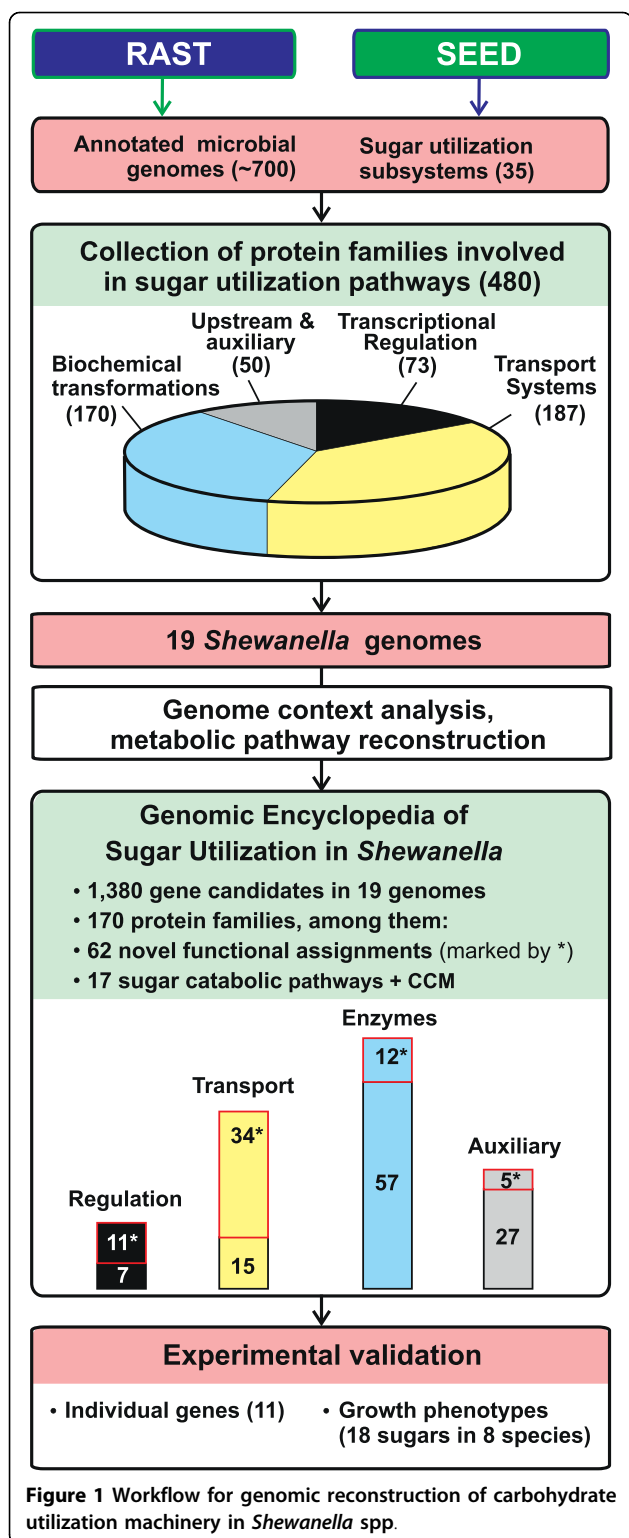 RAST
SEED
Annotated microbial
genomes (~700)
Sugar utilization
subsystems (35)
Collection of protein families involved
in sugar utilization pathways (480)
Upstream &
auxiliary
(50)
Transcriptional
Regulation
(73)
Biochemical
transformations
(170)
Transport
Systems
(187)
19 Shewanella genomes
Genome context analysis,
metabolic pathway reconstruction
Genomic Encyclopedia of
Sugar Utilization in Shewanella
• 1,380 gene candidates in 19 genomes
• 170 protein families, among them:
• 62 novel functional assignments (marked by *)
• 17 sugar catabolic pathways + CCM
Regulation
11*
7
Transport
34*
15
Enzymes
12*
57
Auxiliary
5*
27
Experimental validation
• Individual genes (11)
• Growth phenotypes
(18 sugars in 8 species)
Figure 1 Workflow for genomic reconstruction of carbohydrate
utilization machinery in Shewanella spp.